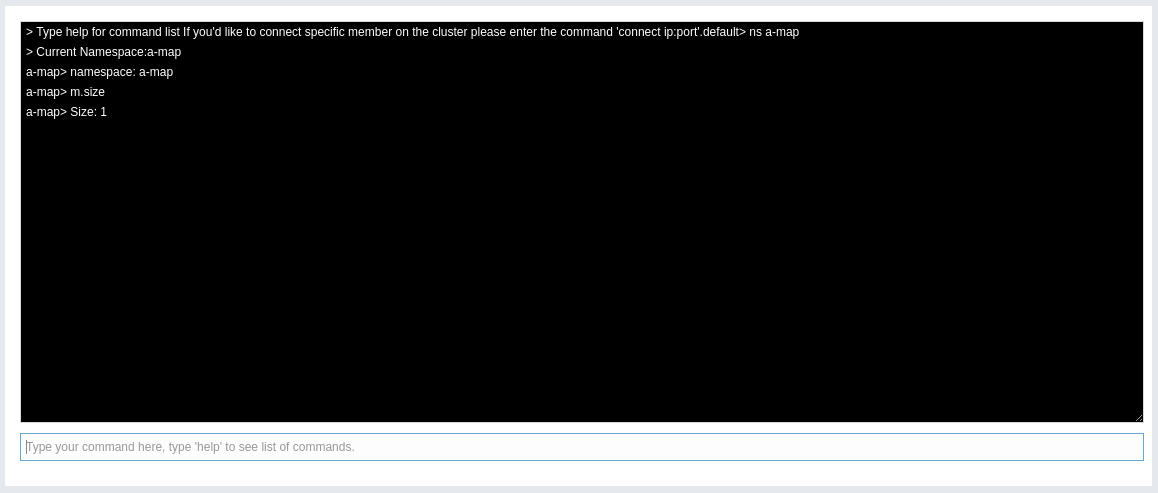 > Type help for command list If you'd like to connect specific member on the cluster please enter the command 'connect ip:port'.default> ns a-map
> Current Namespace:a-map
a-map> namespace: a-map
a-map> m.size
a-map> Size: 1
Type your command here, type 'help' to see list of commands.